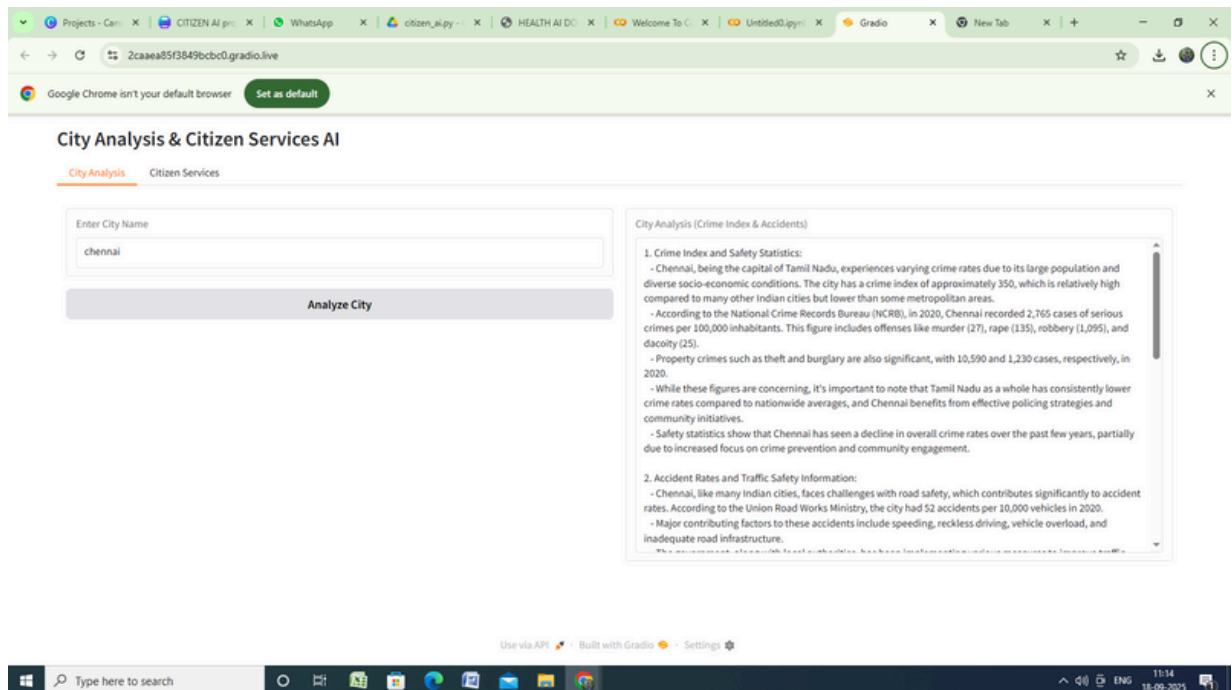 Projects - Can
CITIZEN AI pro
WhatsApp
citizen_ai.py -
HEALTH AI DO
Welcome To C
Untitled0.ipyn
Gradio
New Tab
2caaea85f3849bcbc0.gradio.live
Google Chrome isn't your default browser
Set as default
City Analysis & Citizen Services AI
City Analysis
Citizen Services
Enter City Name
chennai
Analyze City
City Analysis (Crime Index & Accidents)
1. Crime Index and Safety Statistics:
- Chennai, being the capital of Tamil Nadu, experiences varying crime rates due to its large population and
diverse socio-economic conditions. The city has a crime index of approximately 350, which is relatively high
compared to many other Indian cities but lower than some metropolitan areas.
- According to the National Crime Records Bureau (NCRB), in 2020, Chennai recorded 2,765 cases of serious
crimes per 100,000 inhabitants. This figure includes offenses like murder (27), rape (135), robbery (1,095), and
dacoity (25).
- Property crimes such as theft and burglary are also significant, with 10,590 and 1,230 cases, respectively, in
2020.
- While these figures are concerning, it's important to note that Tamil Nadu as a whole has consistently lower
crime rates compared to nationwide averages, and Chennai benefits from effective policing strategies and
community initiatives.
- Safety statistics show that Chennai has seen a decline in overall crime rates over the past few years, partially
due to increased focus on crime prevention and community engagement.
2. Accident Rates and Traffic Safety Information:
- Chennai, like many Indian cities, faces challenges with road safety, which contributes significantly to accident
rates. According to the Union Road Works Ministry, the city had 52 accidents per 10,000 vehicles in 2020.
- Major contributing factors to these accidents include speeding, reckless driving, vehicle overload, and
inadequate road infrastructure.
- The government, along with local authorities, has been implementing various measures to improve traffic
Use via API · Built with Gradio · Settings
Type here to search
ENG
11:14
18-09-2025